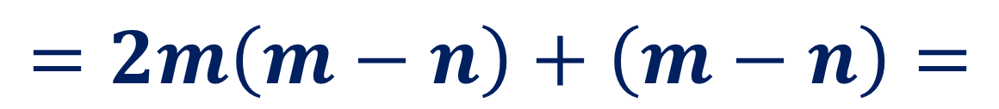 = 2m(m − n) + (m − n) =